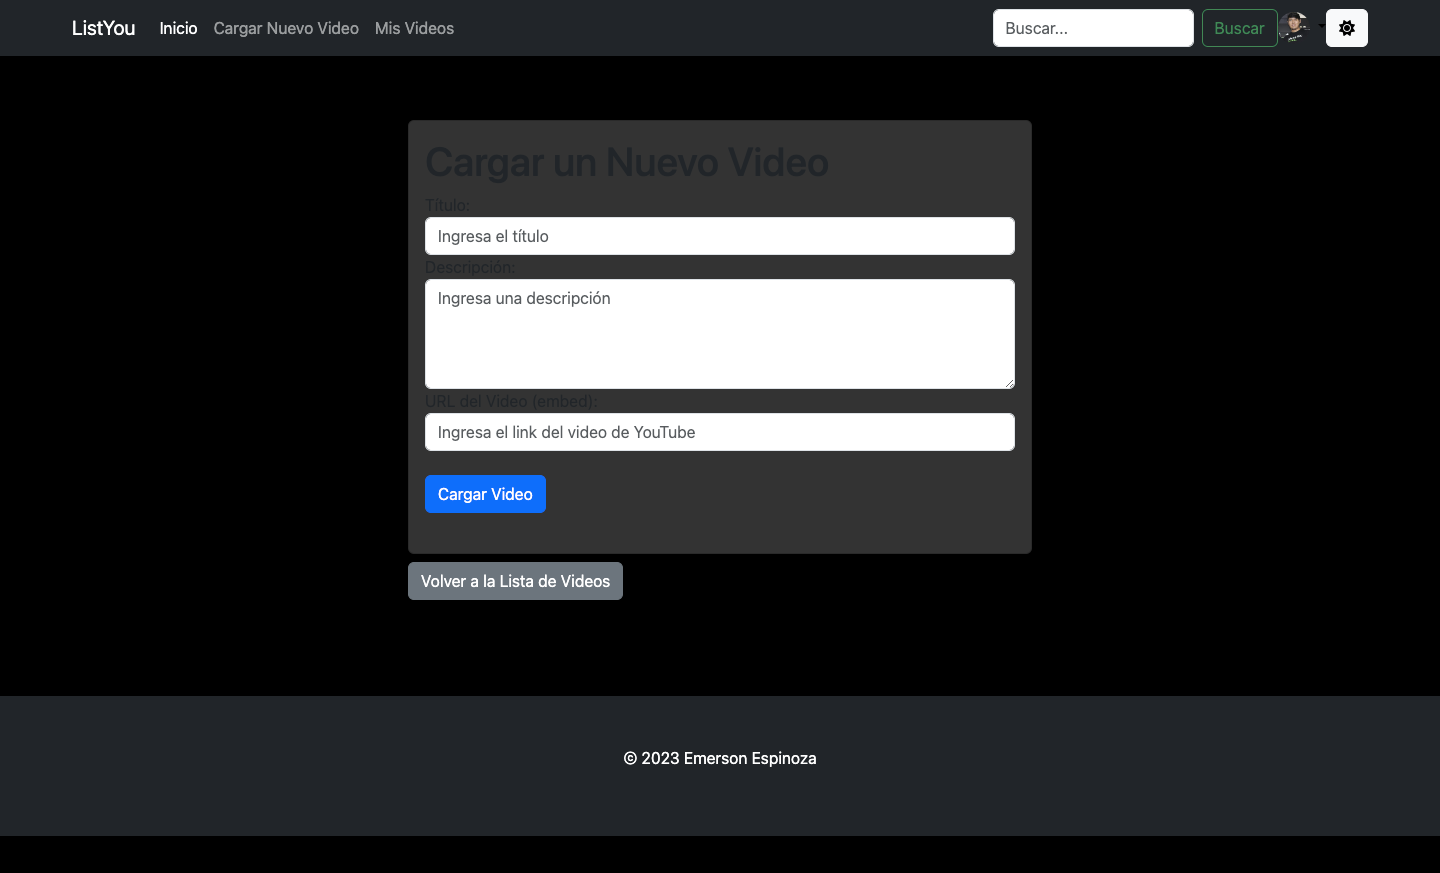 ListYou Inicio Cargar Nuevo Video Mis Videos Buscar... Buscar
Cargar un Nuevo Video
Título:
Ingresa el título
Descripción:
Ingresa una descripción
URL del Video (embed):
Ingresa el link del video de YouTube
Cargar Video
Volver a la Lista de Videos
© 2023 Emerson Espinoza